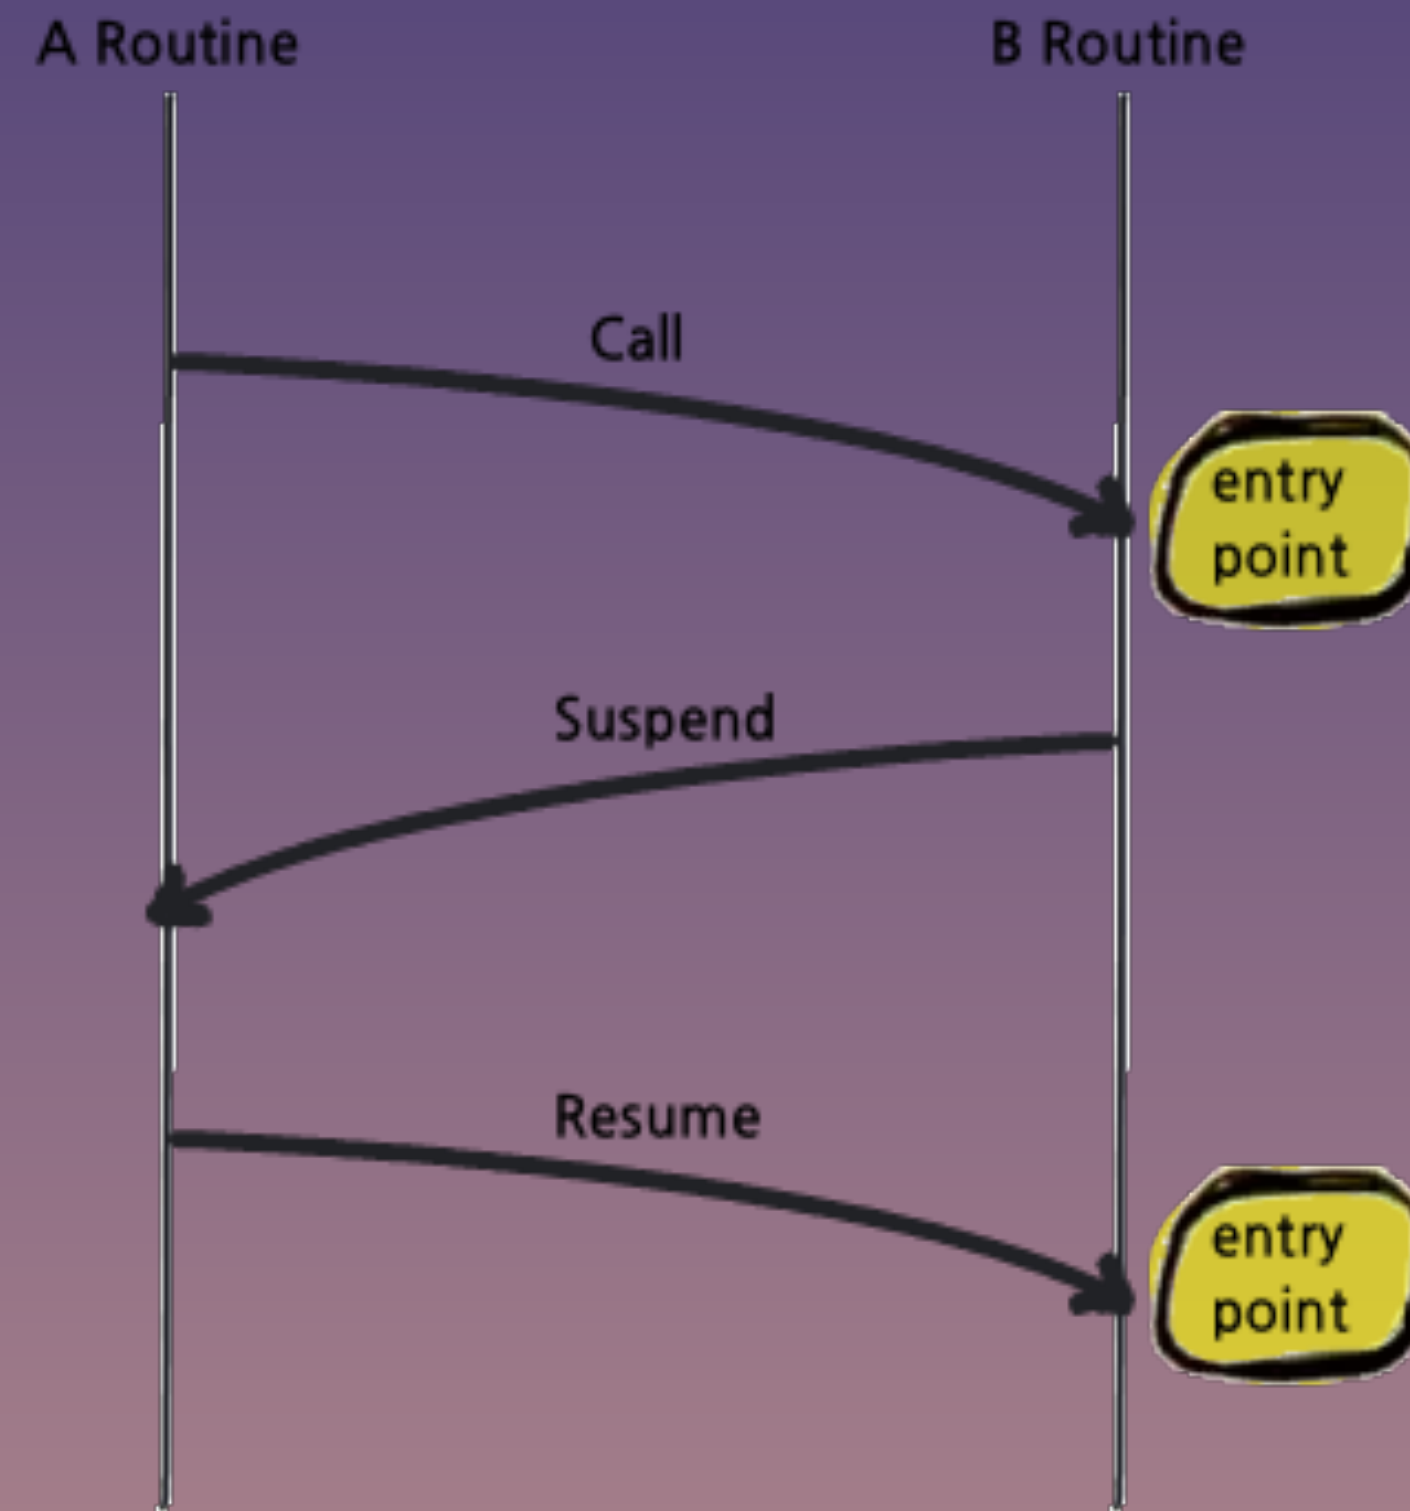 A Routine
B Routine
Call
entry
point
Suspend
Resume
entry
point